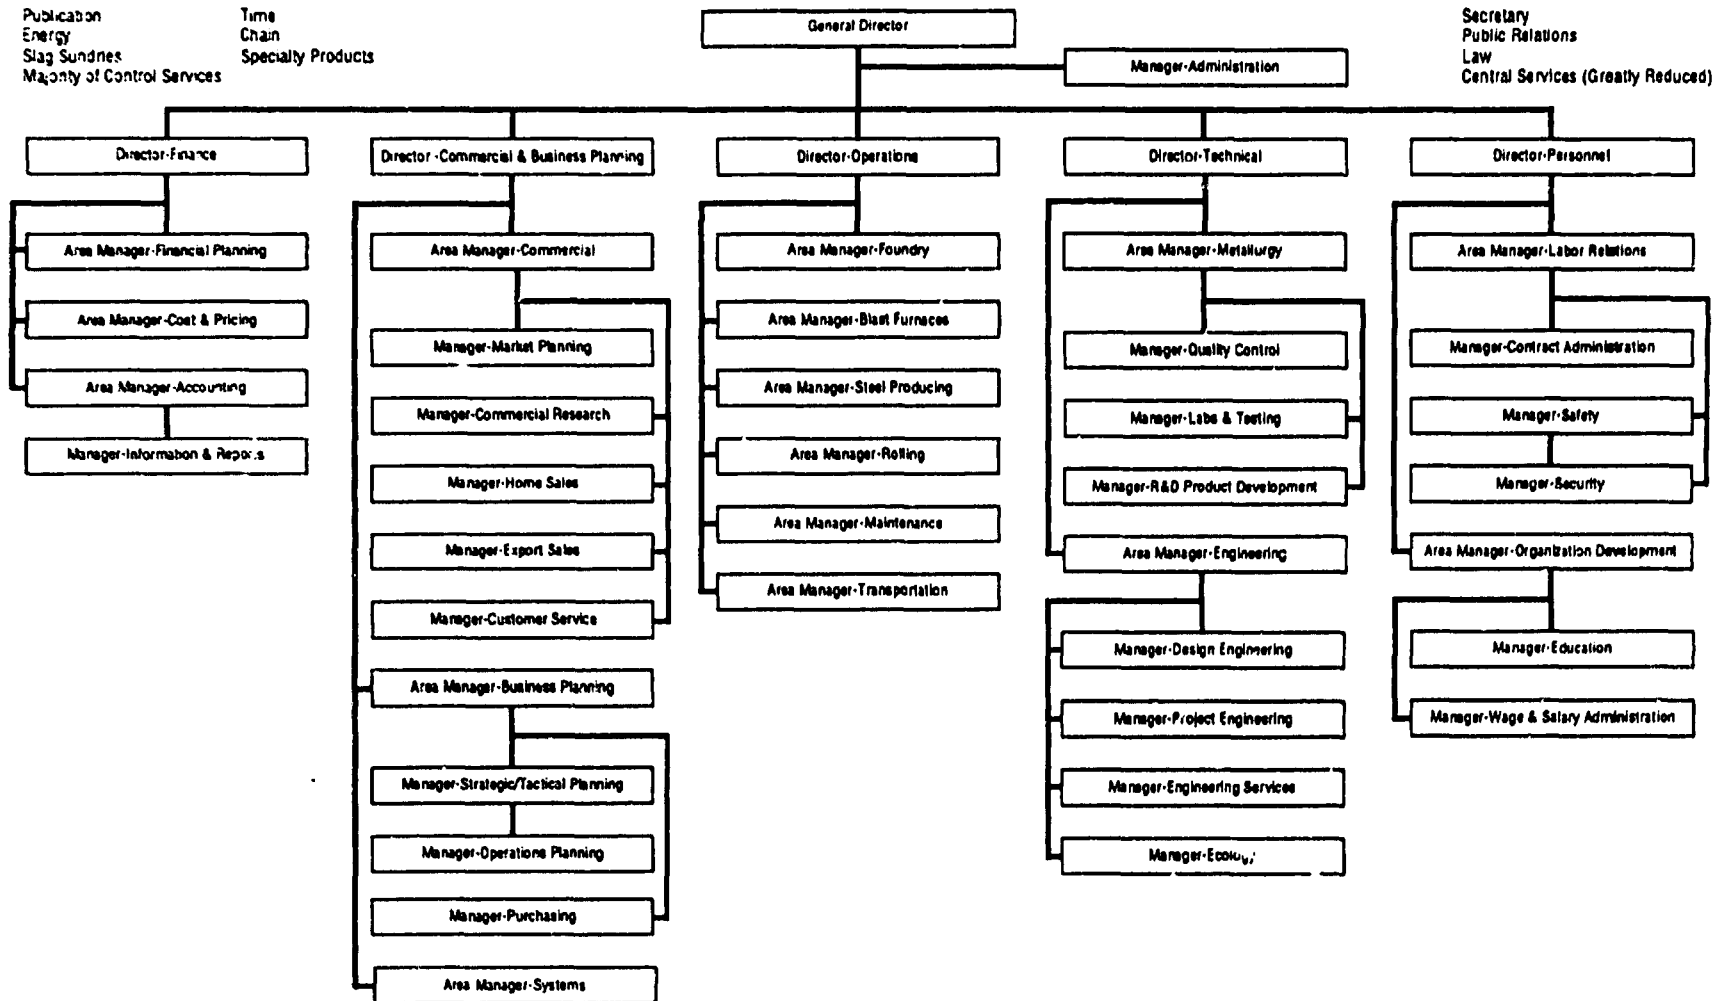 Publication
Energy
Slag Sundries
Majority of Control Services
Time
Chain
Specialty Products
General Director
Manager-Administration
Secretary
Public Relations
Law
Central Services (Greatly Reduced)
Director-Finance
Area Manager-Financial Planning
Area Manager-Cost & Pricing
Area Manager-Accounting
Manager-Information & Reports
Director-Commercial & Business Planning
Area Manager-Commercial
Manager-Market Planning
Manager-Commercial Research
Manager-Home Sales
Manager-Export Sales
Manager-Customer Service
Area Manager-Business Planning
Manager-Strategic/Tactical Planning
Manager-Operations Planning
Manager-Purchasing
Area Manager-Systems
Director-Operations
Area Manager-Foundry
Area Manager-Blast Furnaces
Area Manager-Steel Producing
Area Manager-Rolling
Area Manager-Maintenance
Area Manager-Transportation
Director-Technical
Area Manager-Metallurgy
Manager-Quality Control
Manager-Labs & Testing
Manager-R&D Product Development
Area Manager-Engineering
Manager-Design Enginering
Manager-Project Engineering
Manager-Engineering Services
Manager-Ecology
Director-Personnel
Area Manager-Labor Relations
Manager-Contract Administration
Manager-Safety
Manager-Security
Area Manager-Organization Development
Manager-Education
Manager-Wage & Salary Administration